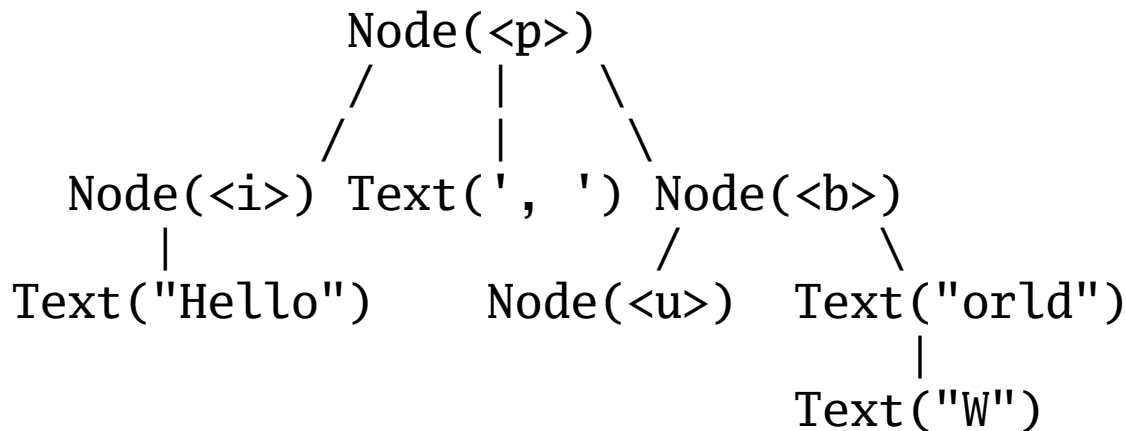 Node(<p>)
/ | \
/ | \
Node(<i>) Text(', ') Node(<b>)
| / \
Text("Hello") Node(<u>) Text("orld")
|
Text("W")